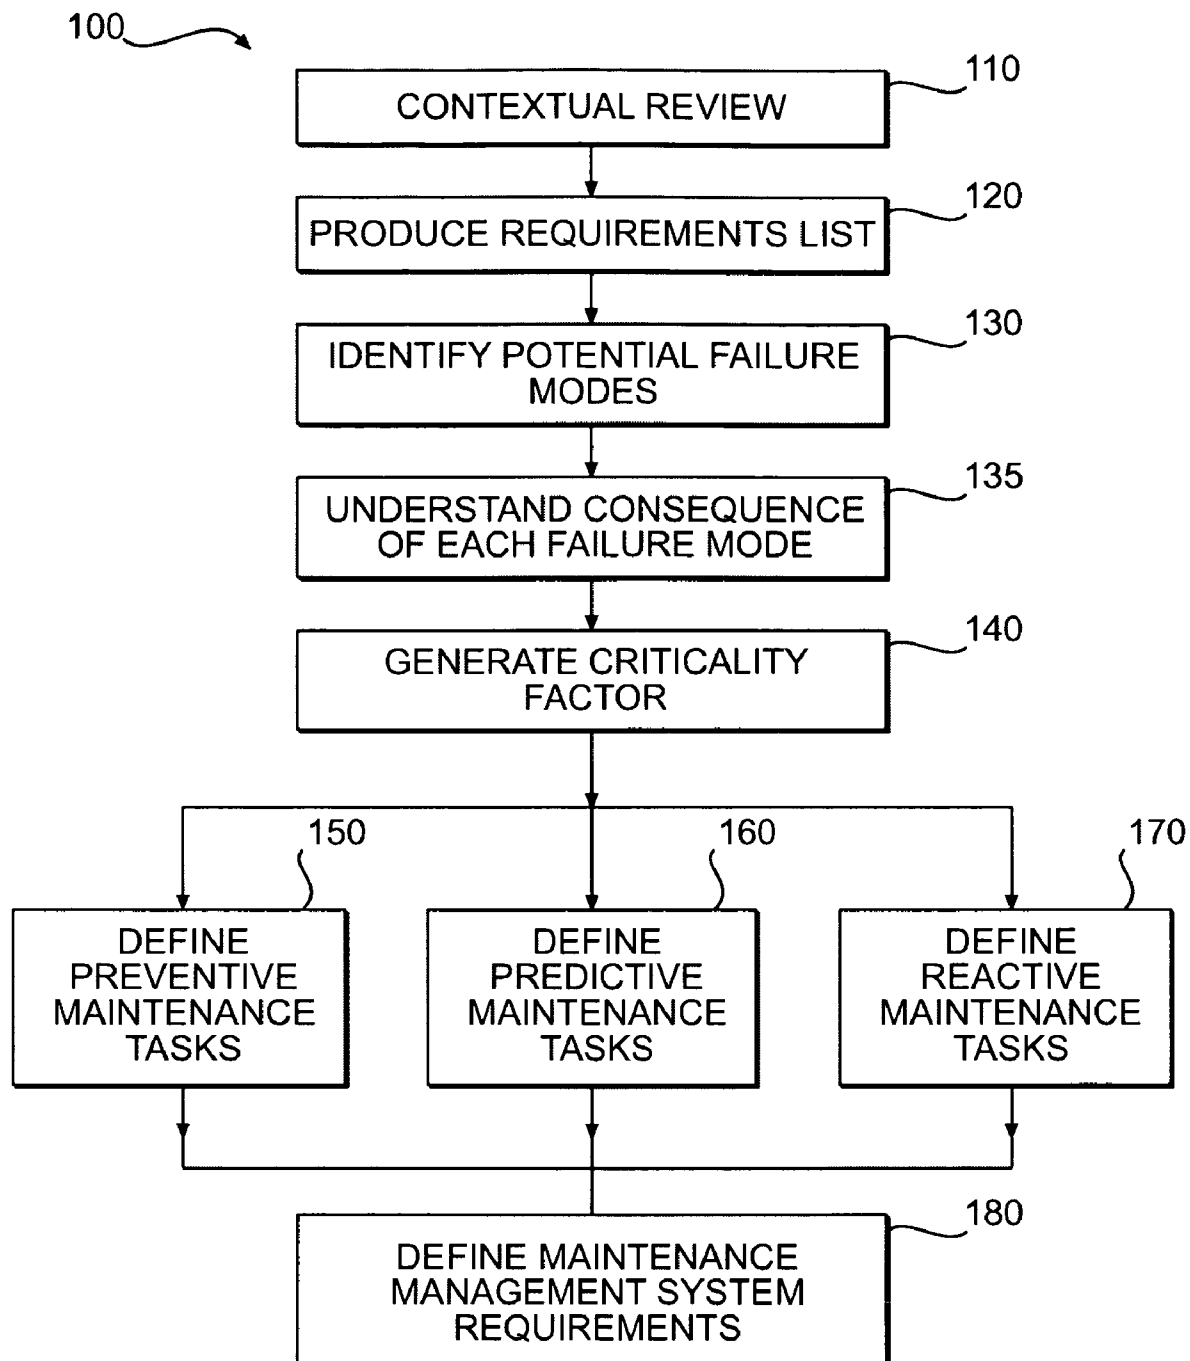 100
110
CONTEXTUAL REVIEW
120
PRODUCE REQUIREMENTS LIST
130
IDENTIFY POTENTIAL FAILURE
MODES
135
UNDERSTAND CONSEQUENCE
OF EACH FAILURE MODE
140
GENERATE CRITICALITY
FACTOR
150
DEFINE
PREVENTIVE
MAINTENANCE
TASKS
160
DEFINE
PREDICTIVE
MAINTENANCE
TASKS
170
DEFINE
REACTIVE
MAINTENANCE
TASKS
180
DEFINE MAINTENANCE
MANAGEMENT SYSTEM
REQUIREMENTS